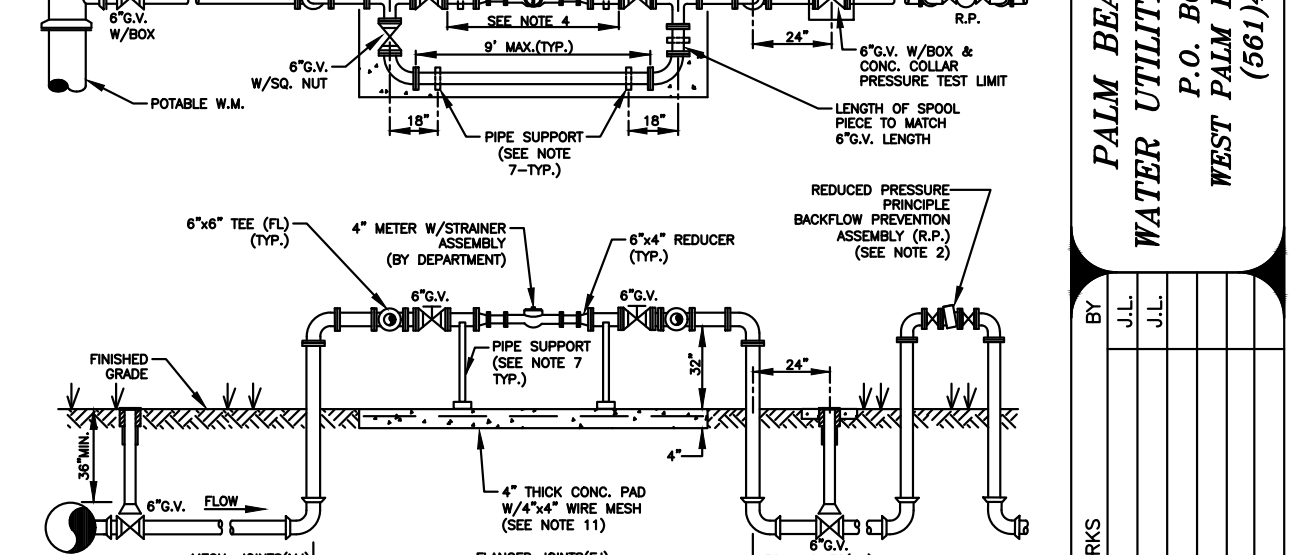 6"G.V.
W/BOX
SEE NOTE 4
R.P.
24"
9' MAX.(TYP.)
6"G.V.
W/SQ. NUT
6"G.V. W/BOX &
CONC. COLLAR
PRESSURE TEST LIMIT
POTABLE W.M.
18"
18"
LENGTH OF SPOOL
PIECE TO MATCH
6"G.V. LENGTH
PIPE SUPPORT
(SEE NOTE
7-TYP.)
REDUCED PRESSURE
PRINCIPLE
BACKFLOW PREVENTION
ASSEMBLY (R.P.)
(SEE NOTE 2)
6"x6" TEE (FL)
(TYP.)
4" METER W/STRAINER
ASSEMBLY
(BY DEPARTMENT)
6"x4" REDUCER
(TYP.)
6"G.V.
6"G.V.
PIPE SUPPORT
(SEE NOTE 7
TYP.)
32"
24"
FINISHED
GRADE
36"MIN.
4"
4" THICK CONC. PAD
W/4"x4" WIRE MESH
(SEE NOTE 11)
6"G.V.
FLOW
6"G.V.
PALM BEA
WATER UTILITI
P.O. BO
WEST PALM
(561)4
BY
J.L.
J.L.
RKS